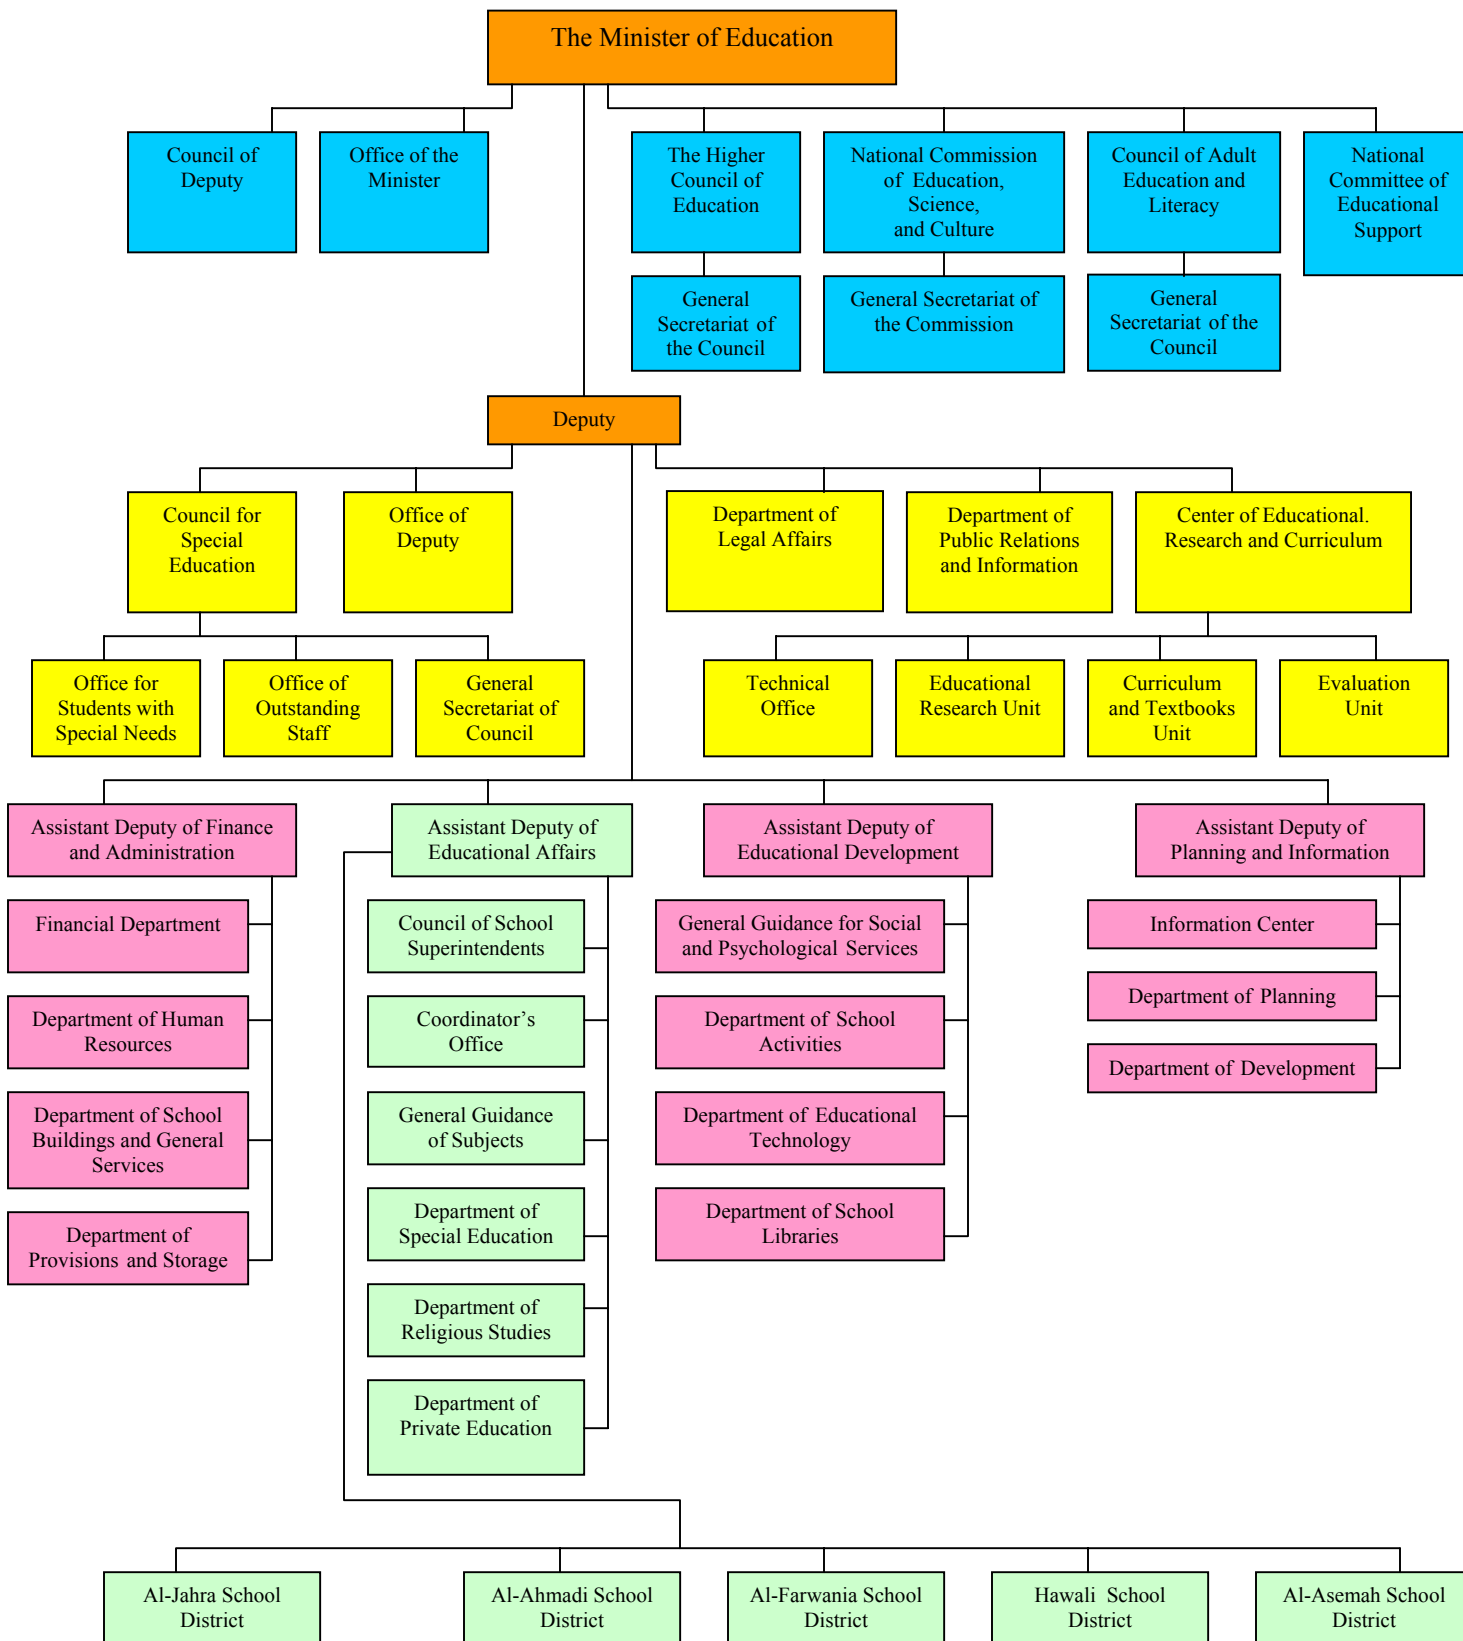 The Minister of Education
Council of
Deputy
Office of the
Minister
The Higher
Council of
Education
National Commission
of Education,
Science,
and Culture
Council of Adult
Education and
Literacy
National
Committee of
Educational
Support
General
Secretariat of
the Council
General Secretariat of
the Commission
General
Secretariat of the
Council
Deputy
Council for
Special
Education
Office of
Deputy
Department of
Legal Affairs
Department of
Public Relations
and Information
Center of Educational.
Research and Curriculum
Office for
Students with
Special Needs
Office of
Outstanding
Staff
General
Secretariat of
Council
Technical
Office
Educational
Research Unit
Curriculum
and Textbooks
Unit
Evaluation
Unit
Assistant Deputy of Finance
and Administration
Assistant Deputy of
Educational Affairs
Assistant Deputy of
Educational Development
Assistant Deputy of
Planning and Information
Financial Department
Department of Human
Resources
Department of School
Buildings and General
Services
Department of
Provisions and Storage
Council of School
Superintendents
Coordinator’s
Office
General Guidance
of Subjects
Department of
Special Education
Department of
Religious Studies
Department of
Private Education
General Guidance for Social
and Psychological Services
Department of School
Activities
Department of Educational
Technology
Department of School
Libraries
Information Center
Department of Planning
Department of Development
Al-Jahra School
District
Al-Ahmadi School
District
Al-Farwania School
District
Hawali School
District
Al-Asemah School
District